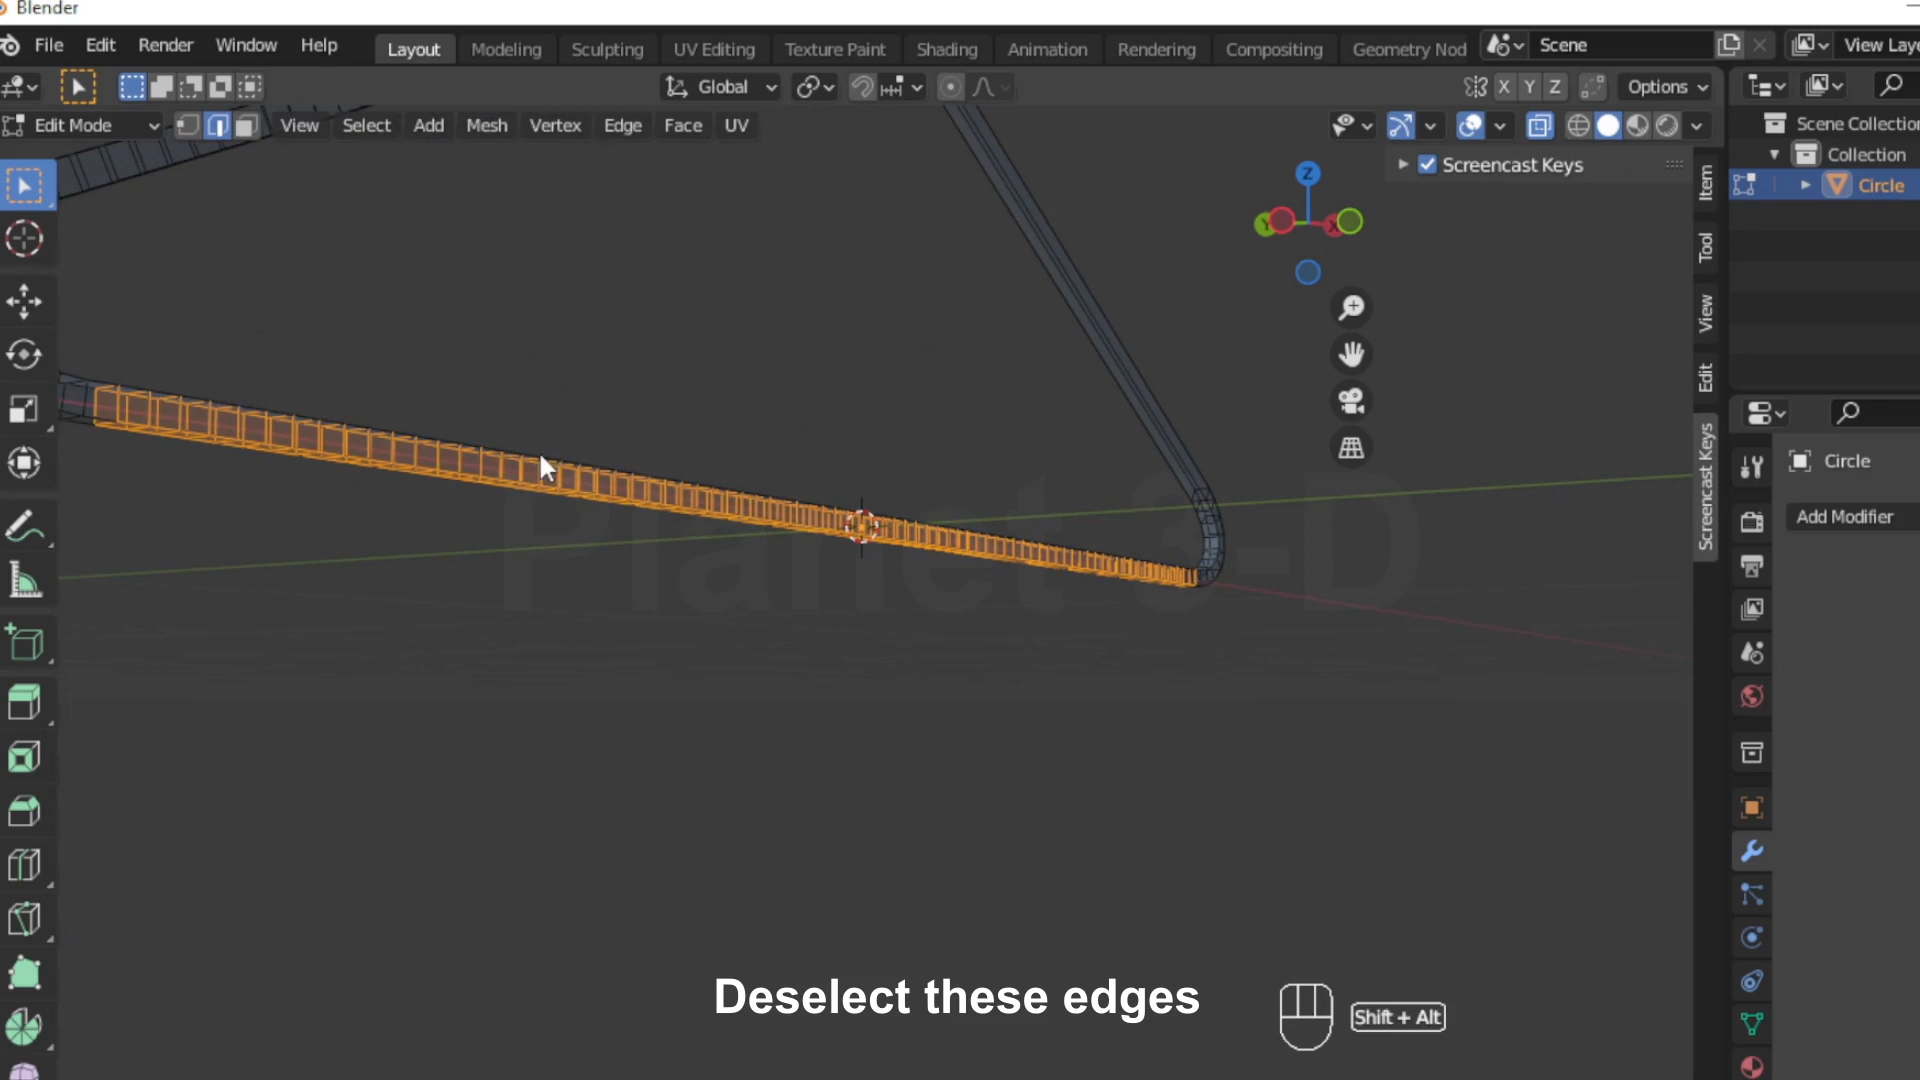 Blender
File Edit Render Window Help Layout Modeling Sculpting UV Editing Texture Paint Shading Animation Rendering Compositing Geometry Nod Scene View Laye
Global X Y Z Options
Edit Mode View Select Add Mesh Vertex Edge Face UV
Scene Collection
Screencast Keys
Collection
Circle
Z
Y X
Item
Tool
View
Edit
Screencast Keys
Circle
Add Modifier
Planet 3-D
Deselect these edges
Shift + Alt